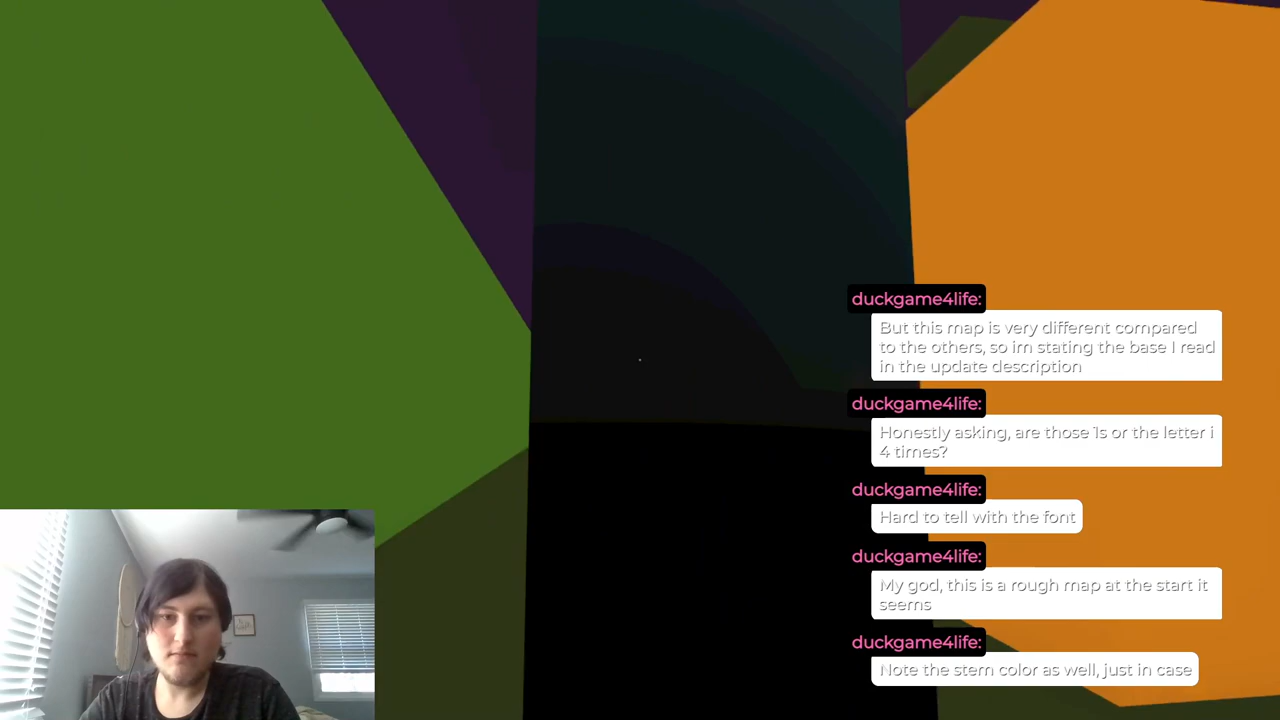 duckgame4life:
But this map is very different compared
to the others, so im stating the base I read
in the update description
duckgame4life:
Honestly asking, are those 1s or the letter i
4 times?
duckgame4life:
Hard to tell with the font
duckgame4life:
My god, this is a rough map at the start it
seems
duckgame4life:
Note the stem color as well, just in case